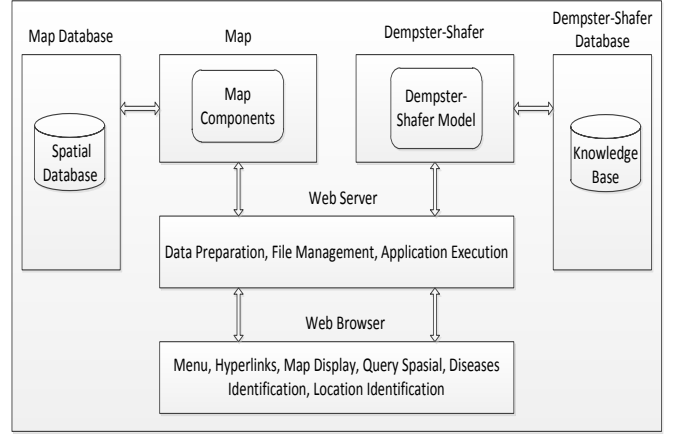 Map Database
Map
Dempster-Shafer
Dempster-Shafer
Database
Spatial
Database
Map
Components
Dempster-
Shafer Model
Knowledge
Base
Web Server
Data Preparation, File Management, Application Execution
Web Browser
Menu, Hyperlinks, Map Display, Query Spasial, Diseases
Identification, Location Identification